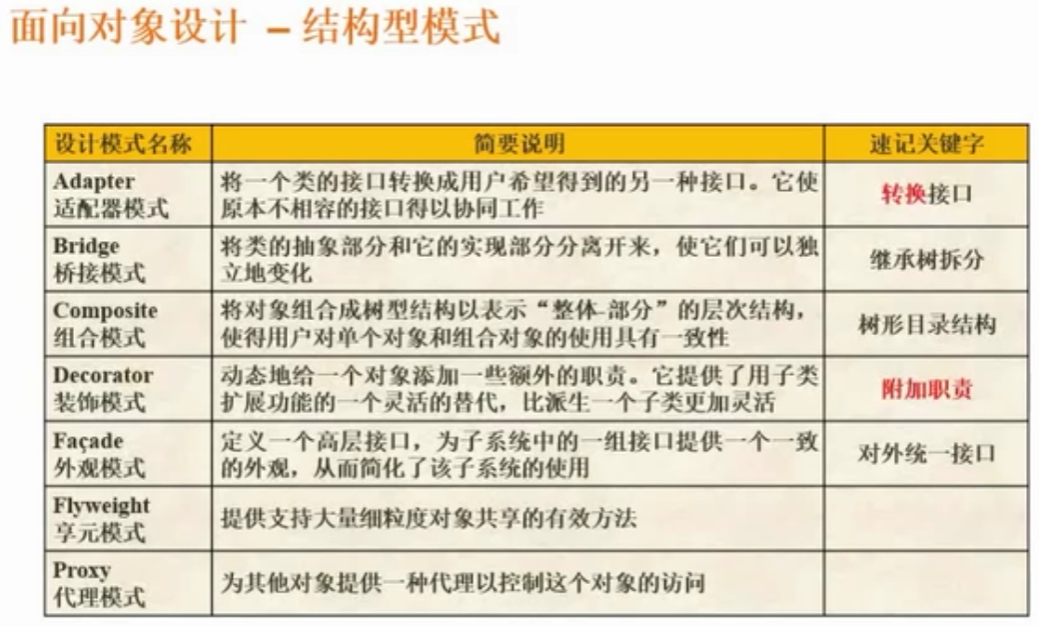 面向对象设计 – 结构型模式
设计模式名称 简要说明 速记关键字
Adapter
适配器模式
将一个类的接口转换成用户希望得到的另一种接口。它使
原本不相容的接口得以协同工作
转换接口
Bridge
桥接模式
将类的抽象部分和它的实现部分分离开来，使它们可以独
立地变化
继承树拆分
Composite
组合模式
将对象组合成树型结构以表示“整体-部分”的层次结构，
使得用户对单个对象和组合对象的使用具有一致性
树形目录结构
Decorator
装饰模式
动态地给一个对象添加一些额外的职责。它提供了用子类
扩展功能的一个灵活的替代，比派生一个子类更加灵活
附加职责
Façade
外观模式
定义一个高层接口，为子系统中的一组接口提供一个一致
的外观，从而简化了该子系统的使用
对外统一接口
Flyweight
享元模式
提供支持大量细粒度对象共享的有效方法
Proxy
代理模式
为其他对象提供一种代理以控制这个对象的访问